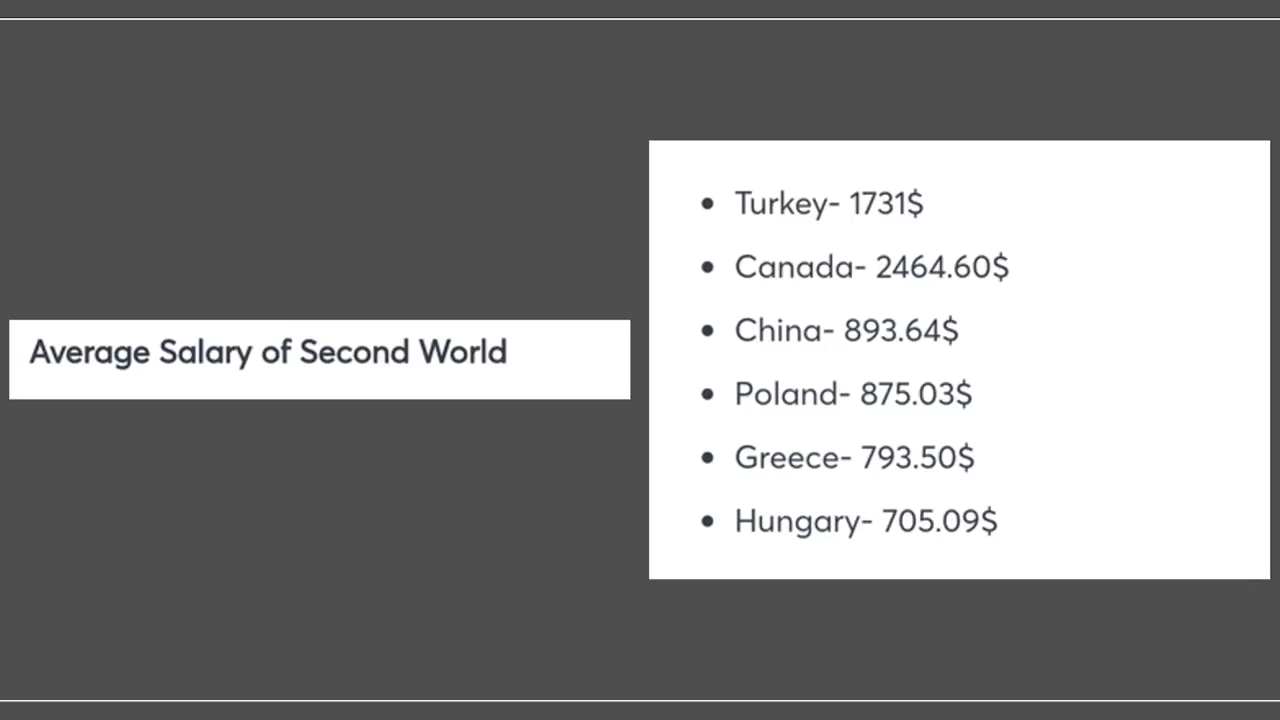 Average Salary of Second World
• Turkey- 1731$
• Canada- 2464.60$
• China- 893.64$
• Poland- 875.03$
• Greece- 793.50$
• Hungary- 705.09$